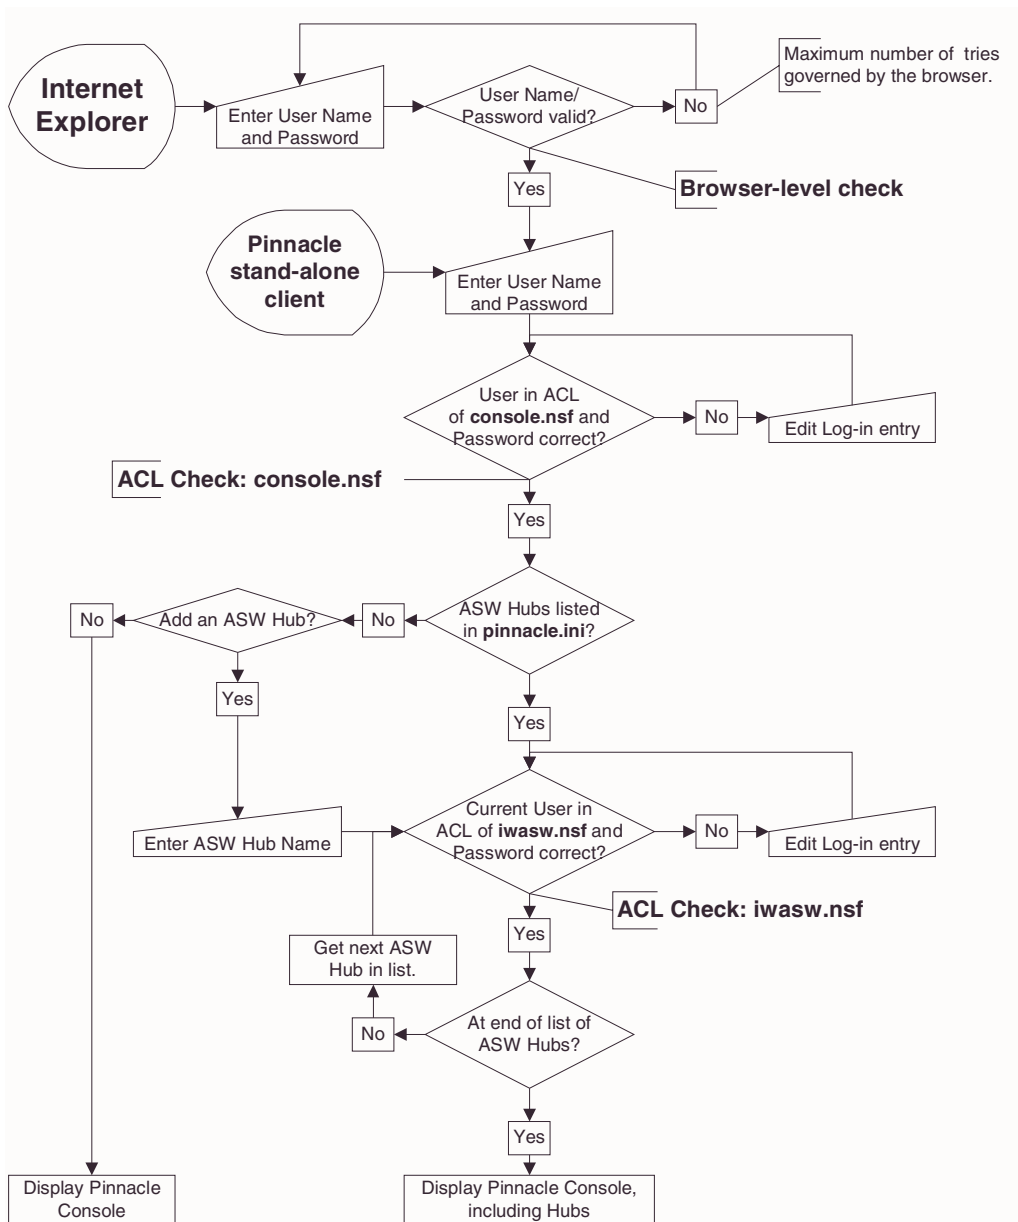 Maximum number of tries
governed by the browser.
Internet
Explorer
Enter User Name
and Password
User Name/
Password valid?
No
Browser-level check
Yes
Pinnacle
stand-alone
client
Enter User Name
and Password
User in ACL
of console.nsf and
Password correct?
No
Edit Log-in entry
ACL Check: console.nsf
Yes
No
Add an ASW Hub?
No
ASW Hubs listed
in pinnacle.ini?
Yes
Yes
Enter ASW Hub Name
Current User in
ACL of iwasw.nsf and
Password correct?
No
Edit Log-in entry
ACL Check: iwasw.nsf
Yes
Get next ASW
Hub in list.
No
At end of list of
ASW Hubs?
Yes
Display Pinnacle
Console
Display Pinnacle Console,
including Hubs